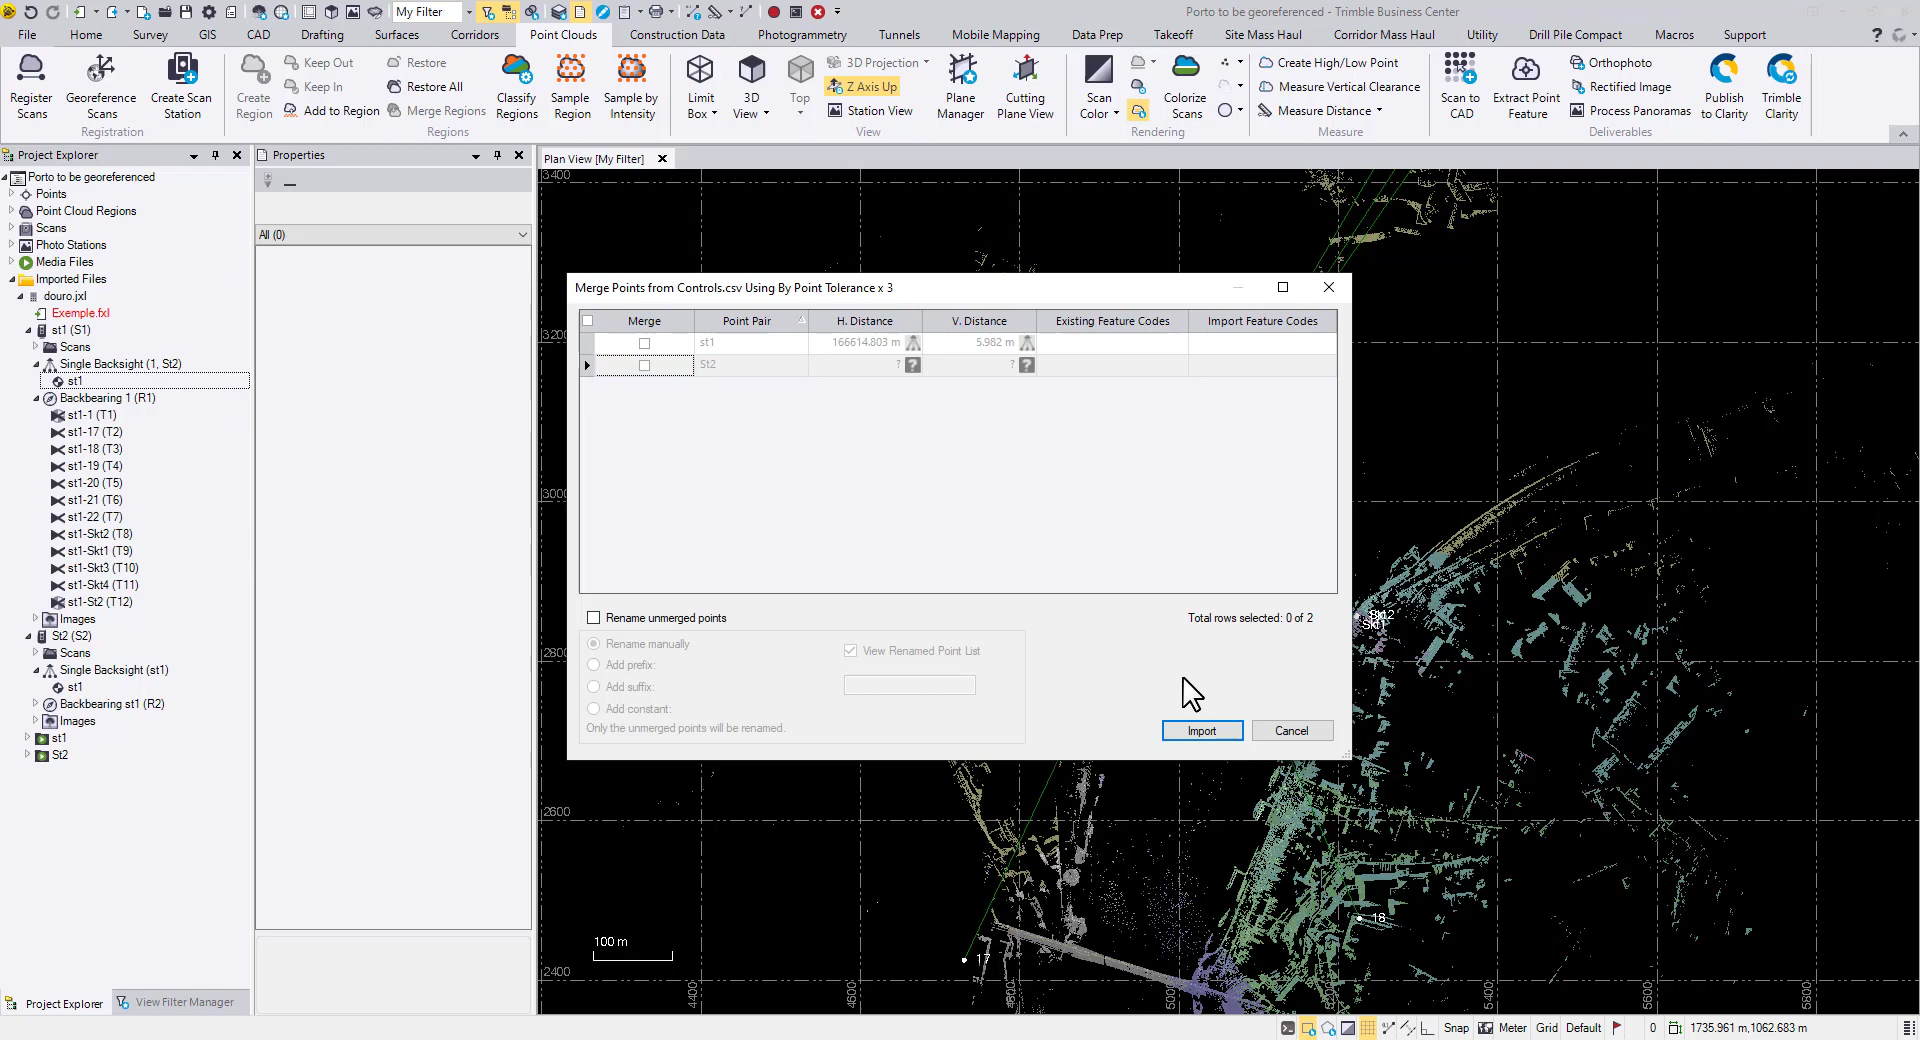 My Filter
Porto to be georeferenced - Trimble Business Center
File Home Survey GIS CAD Drafting Surfaces Corridors Point Clouds Construction Data Photogrammetry Tunnels Mobile Mapping Data Prep Takeoff Site Mass Haul Corridor Mass Haul Utility Drill Pile Compact Macros Support
Register Scans
Georeference Scans
Create Scan Station
Registration
Create Region
Keep Out
Keep In
Add to Region
Restore
Restore All
Merge Regions
Regions
Classify Regions
Sample Region
Sample by Intensity
Limit Box
3D View
Top
3D Projection
Z Axis Up
Station View
View
Plane Manager
Cutting Plane View
Scan Color
Colorize Scans
Rendering
Create High/Low Point
Measure Vertical Clearance
Measure Distance
Measure
Scan to CAD
Extract Point Feature
Orthophoto
Rectified Image
Process Panoramas
Deliverables
Publish to Clarity
Trimble Clarity
Project Explorer
Porto to be georeferenced
Points
Point Cloud Regions
Scans
Photo Stations
Media Files
Imported Files
douro.jxl
Exemple.fxl
st1 (S1)
Scans
Single Backsight (1, St2)
st1
Backbearing 1 (R1)
st1-1 (T1)
st1-17 (T2)
st1-18 (T3)
st1-19 (T4)
st1-20 (T5)
st1-21 (T6)
st1-22 (T7)
st1-Skt2 (T8)
st1-Skt1 (T9)
st1-Skt3 (T10)
st1-Skt4 (T11)
st1-St2 (T12)
Images
St2 (S2)
Scans
Single Backsight (st1)
st1
Backbearing st1 (R2)
Images
st1
St2
Project Explorer
View Filter Manager
Properties
All (0)
Plan View [My Filter]
3400
3200
3000
2800
2600
2400
Merge Points from Controls.csv Using By Point Tolerance x 3
Merge Point Pair H. Distance V. Distance Existing Feature Codes Import Feature Codes
st1 166614.803 m 5.982 m
St2 ? ? ? ?
Rename unmerged points
Total rows selected: 0 of 2
Rename manually
View Renamed Point List
Add prefix:
Add suffix:
Add constant:
Only the unmerged points will be renamed.
Import
Cancel
Skt1
18
17
100 m
4400
4600
4800
5400
5600
5800
Snap Meter Grid Default 0 1735.961 m,1062.683 m